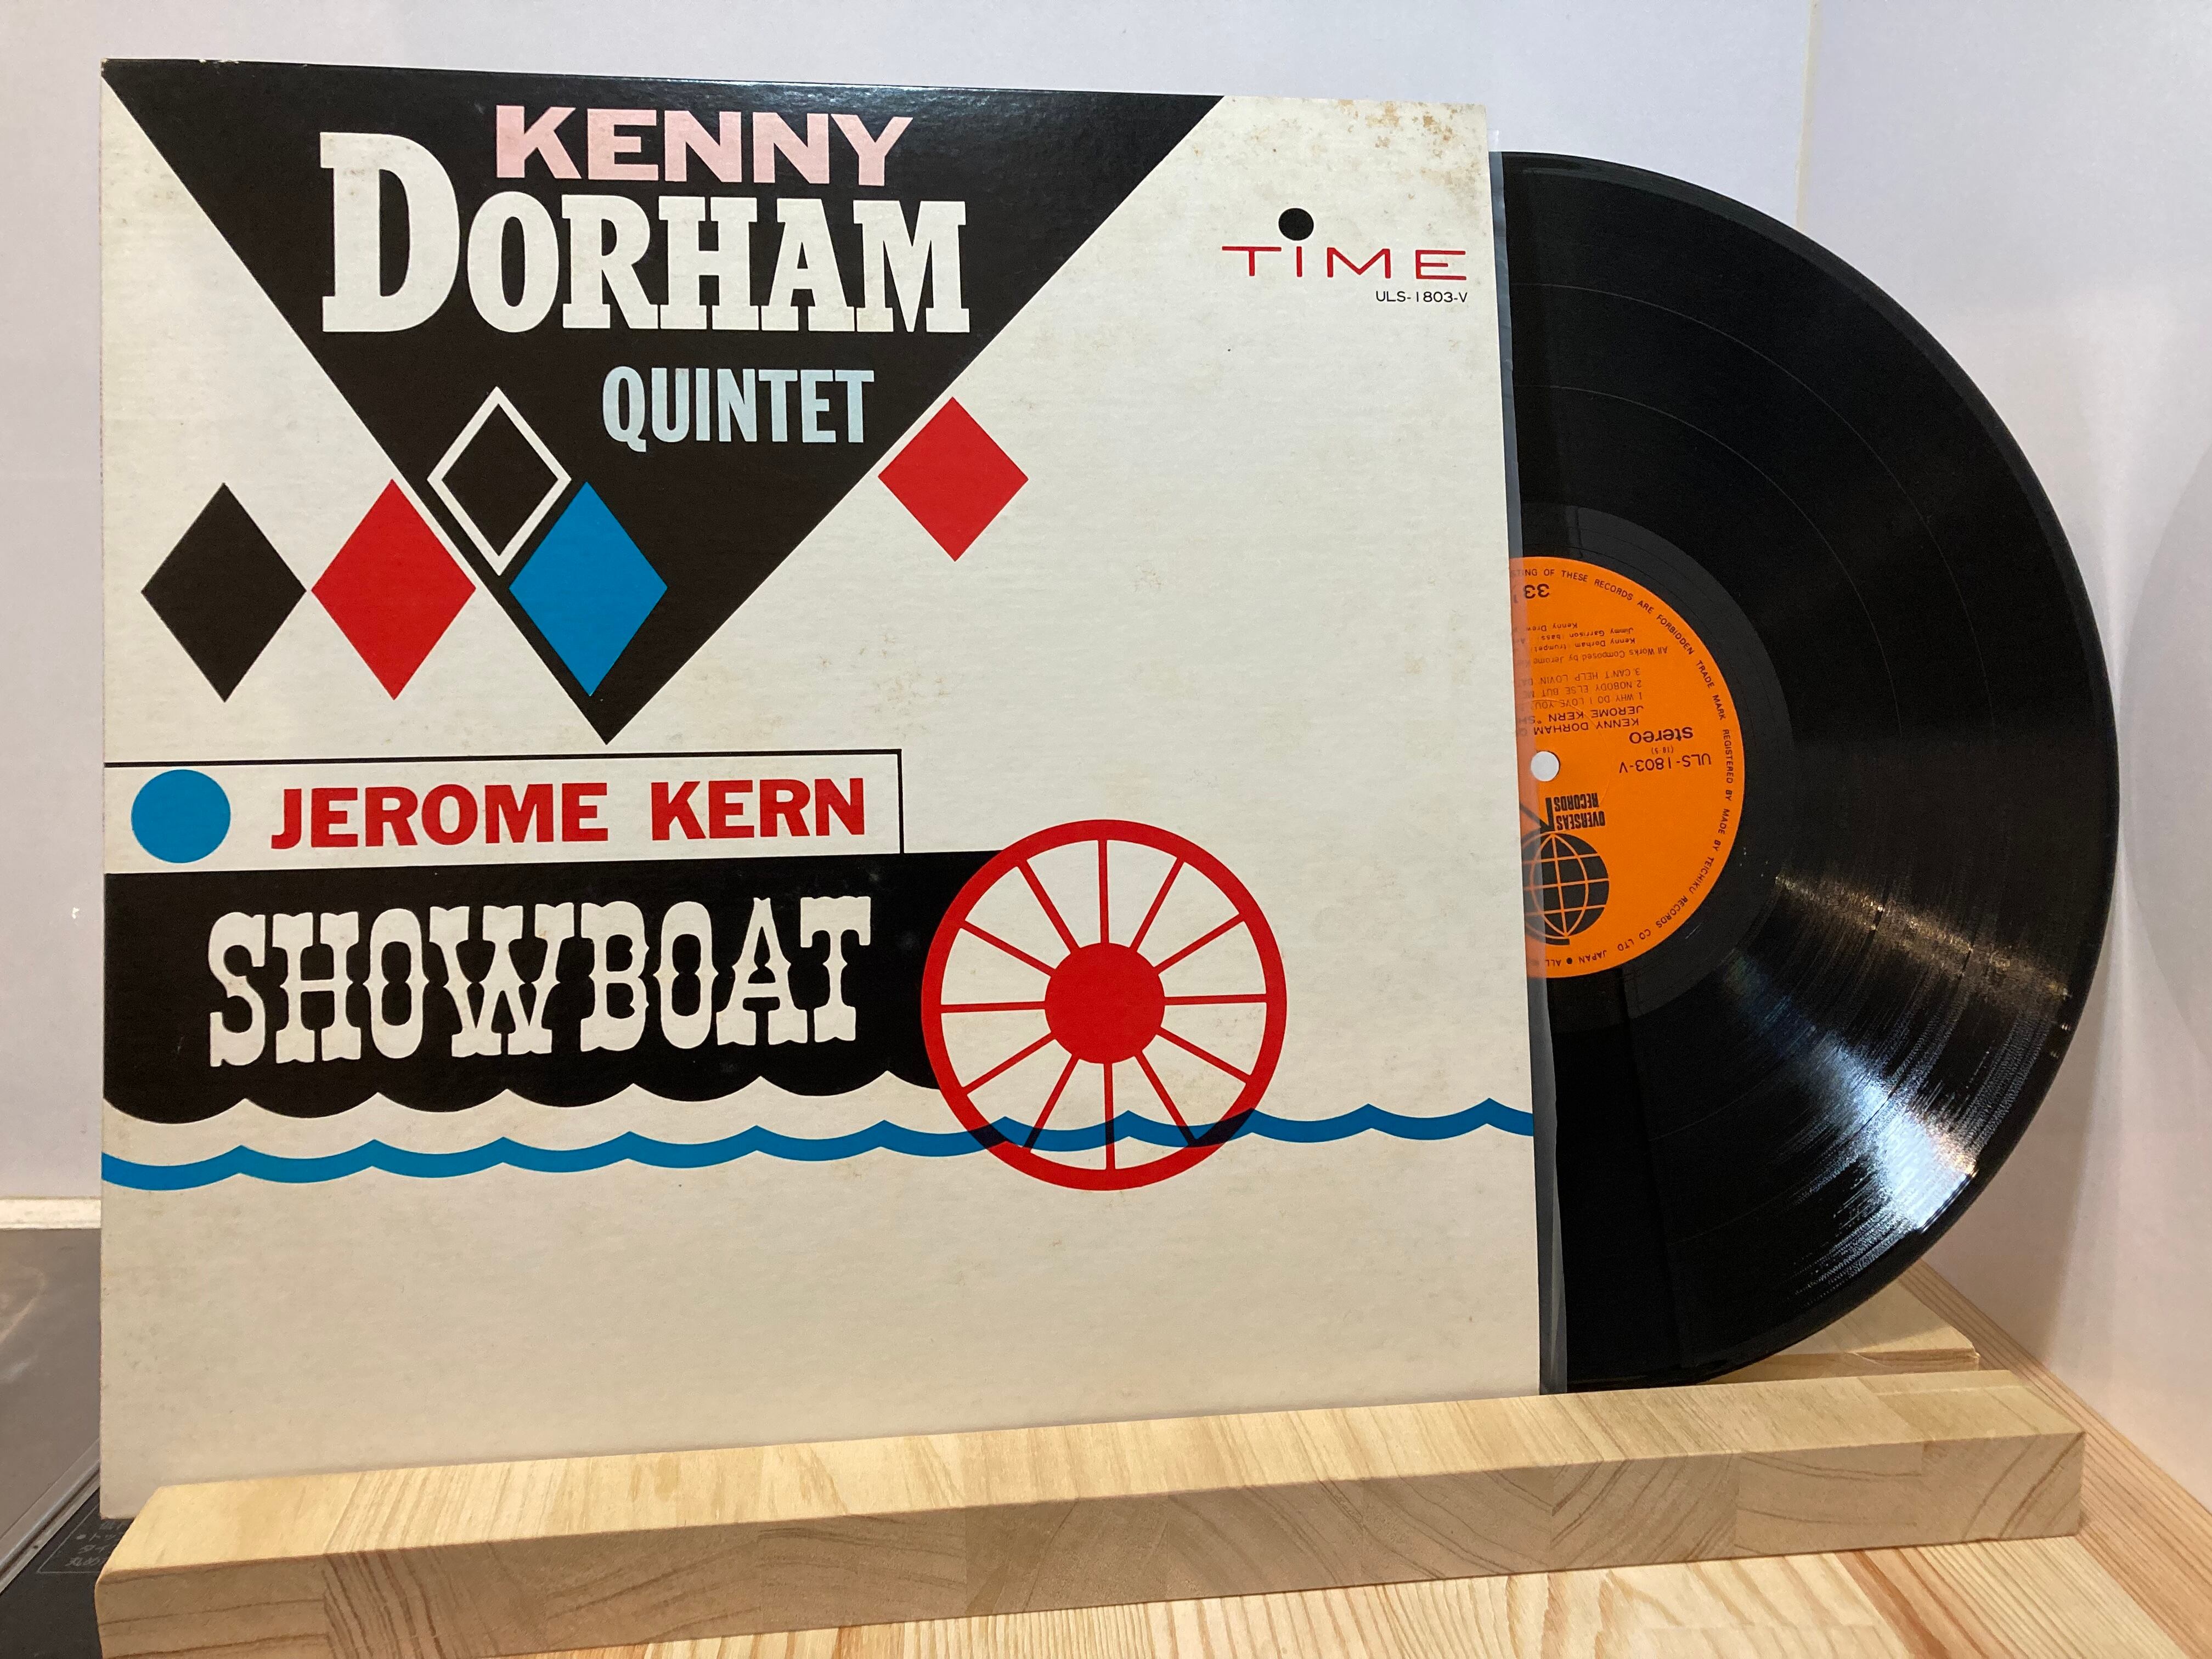 KENNY
DORHAM
QUINTET
TIME
ULS-1803-V
JEROME KERN
SHOWBOAT
OF THESE RECORDS ARE FORBIDDEN TRADE MARK REGISTERED BY MADE BY TEICHIKU RECORDS CO LTD JAPAN ● ALL
OVERSEAS
RECORDS
ULS-1803-V
stereo
KENNY DORHAM
JEROME KERN
1. WHY DO I LOVE YOU
2. NOBODY ELSE BUT ME
3. CAN'T HELP LOVIN'
All Works Composed by Jerome
Kenny Dorham : trumpet
Jimmy Garrison : bass
Kenny Drew
33